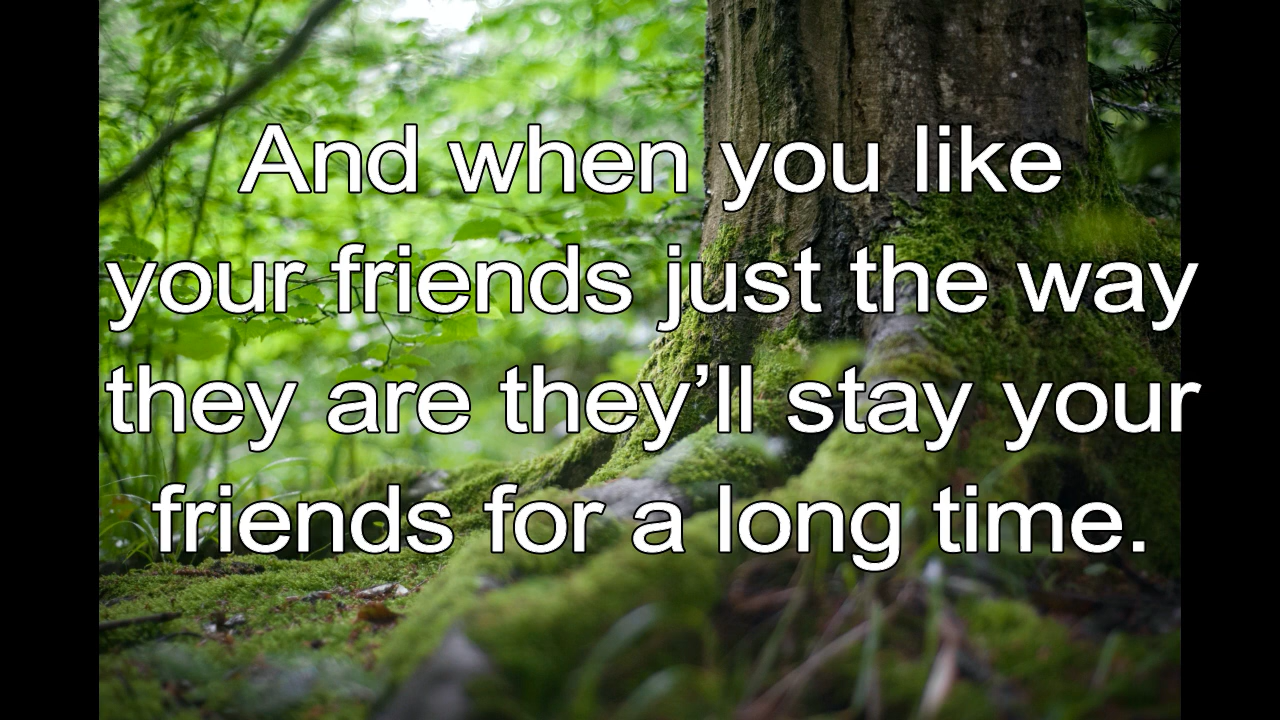 And when you like
your friends just the way
they are they’ll stay your
friends for a long time.